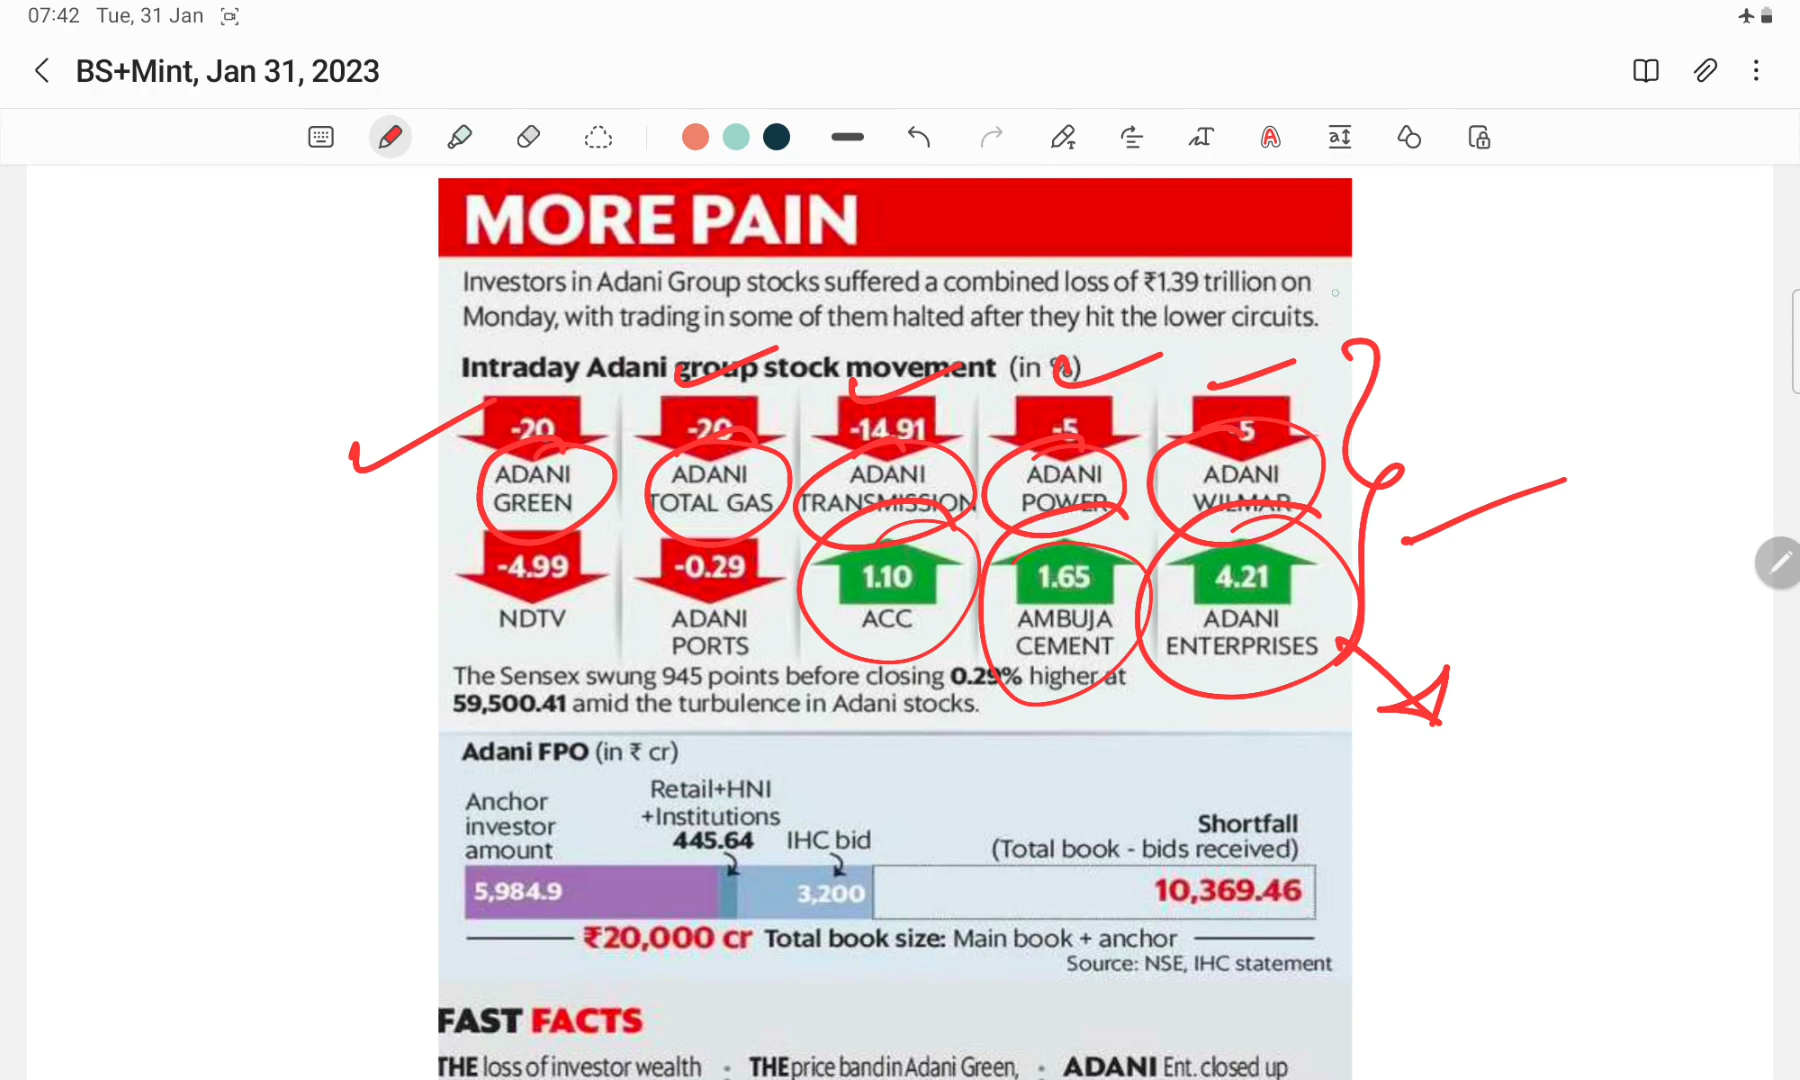 07:42 Tue, 31 Jan
BS+Mint, Jan 31, 2023
MORE PAIN
Investors in Adani Group stocks suffered a combined loss of ₹1.39 trillion on
Monday, with trading in some of them halted after they hit the lower circuits.
Intraday Adani group stock movement (in %)
-20 -20 -14.91 -5 -5
ADANI GREEN
ADANI TOTAL GAS
ADANI TRANSMISSION
ADANI POWER
ADANI WILMAR
-4.99 -0.29 1.10 1.65 4.21
NDTV
ADANI PORTS
ACC
AMBUJA CEMENT
ADANI ENTERPRISES
The Sensex swung 945 points before closing 0.29% higher at
59,500.41 amid the turbulence in Adani stocks.
Adani FPO (in ₹ cr)
Anchor
investor
amount
Retail+HNI
+Institutions
445.64
IHC bid
Shortfall
(Total book - bids received)
5,984.9 3,200 10,369.46
₹20,000 cr Total book size: Main book + anchor
Source: NSE, IHC statement
FAST FACTS
THE loss of investor wealth
THE price band in Adani Green,
ADANI Ent. closed up